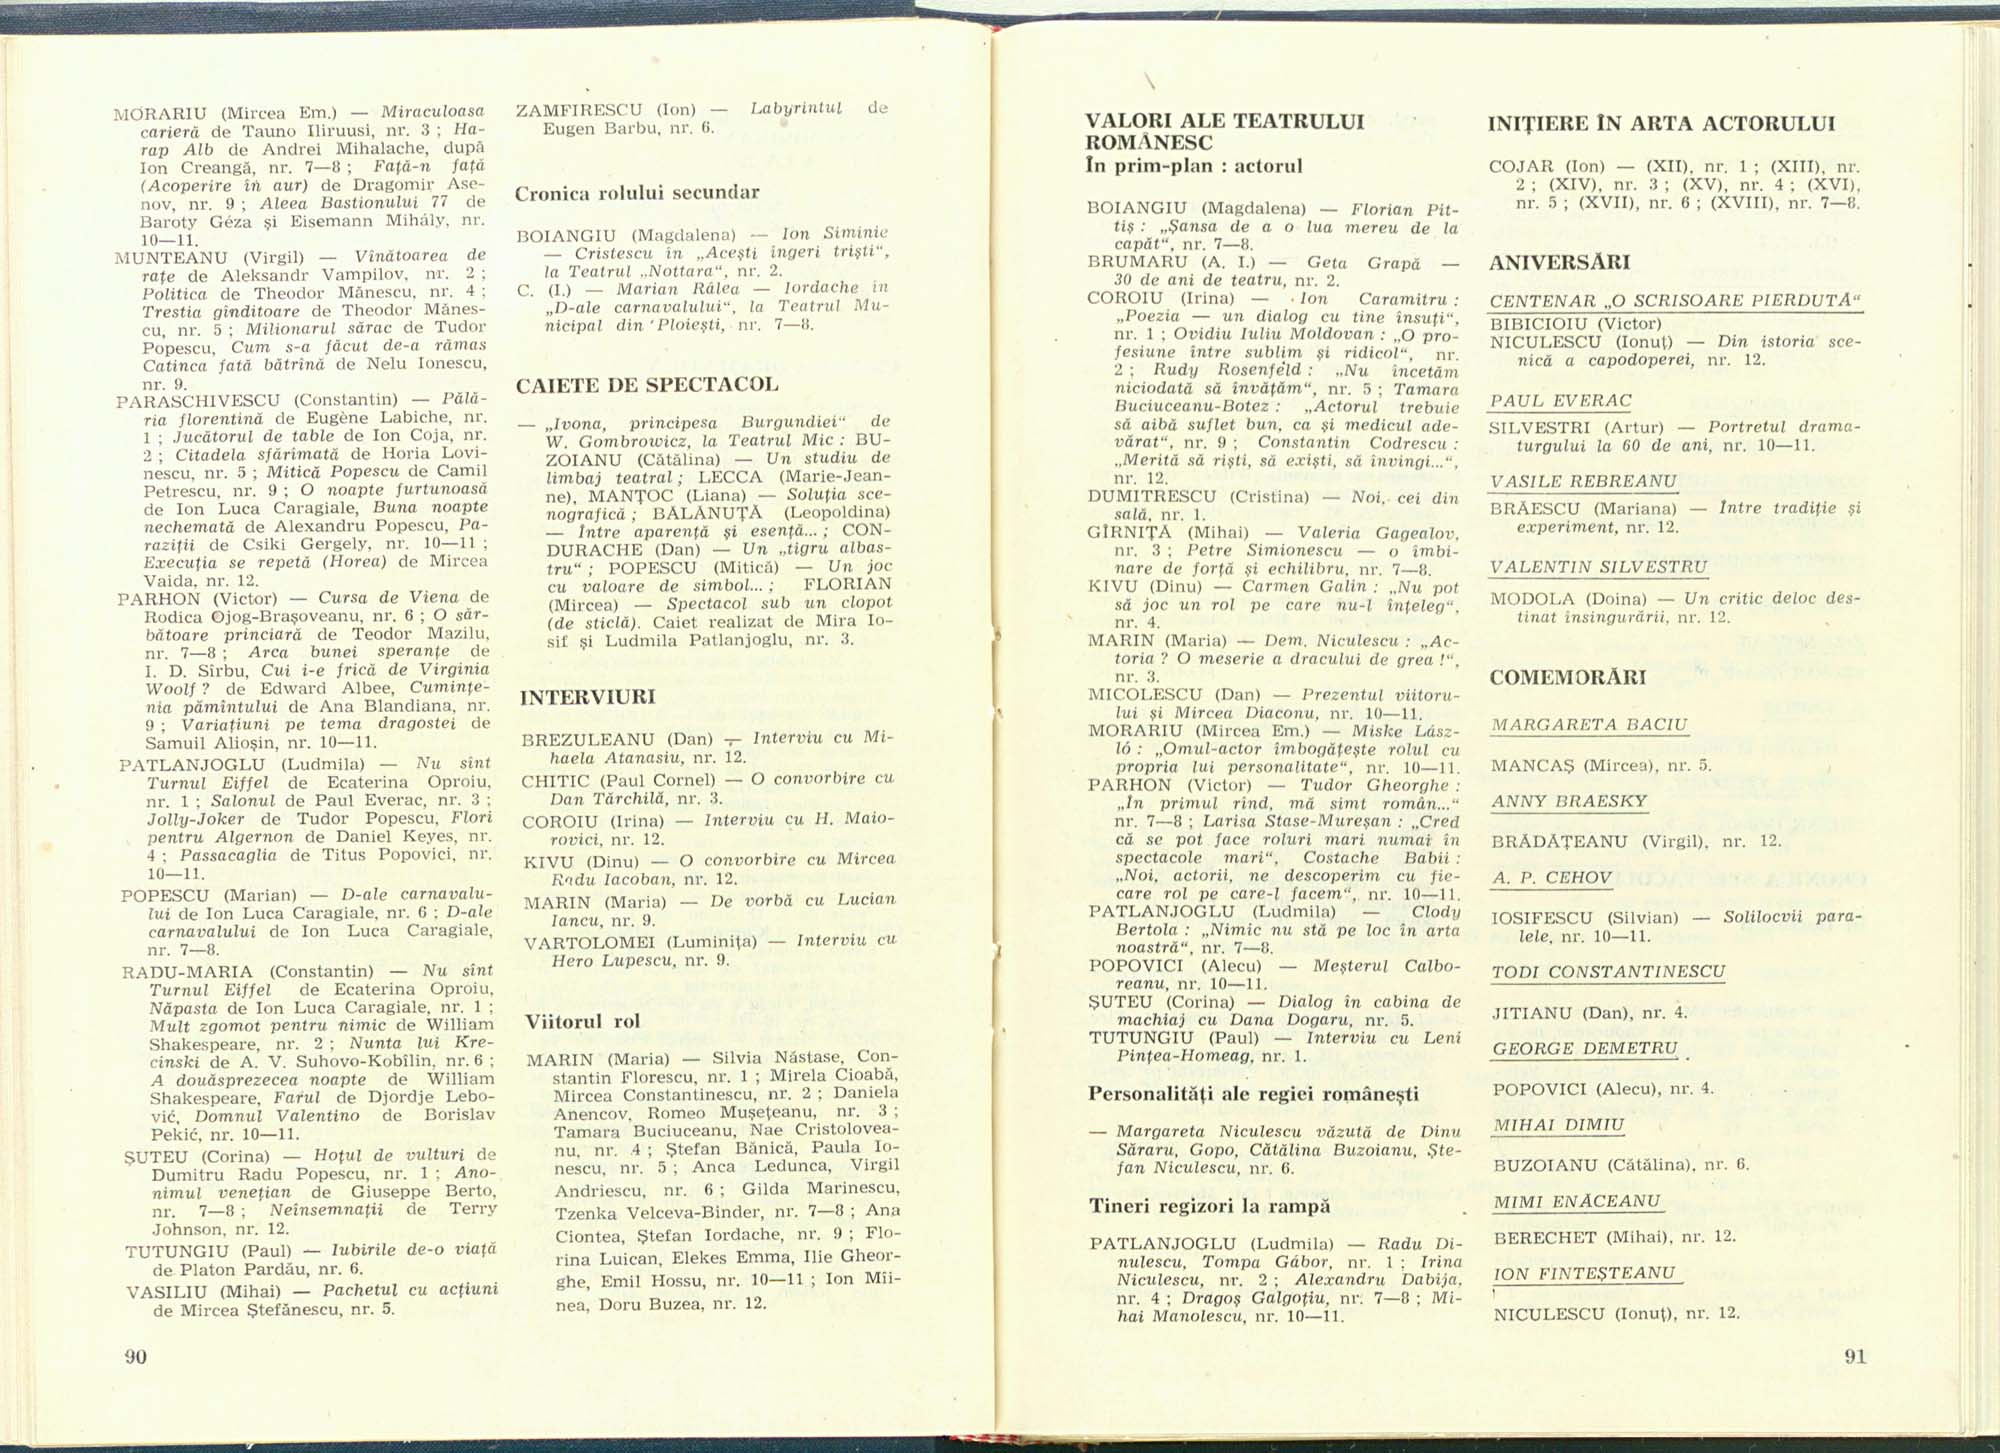 MORARIU (Mircea Em.) — Miraculoasa
carieră de Tauno Iliruusi, nr. 3 ; Ha-
rap Alb de Andrei Mihalache, după
Ion Creangă, nr. 7—8 ; Față-n față
(Acoperire în aur) de Dragomir Ase-
nov, nr. 9 ; Aleea Bastionului 77 de
Baroty Géza și Eisemann Mihály, nr.
10—11.
MUNTEANU (Virgil) — Vînătoarea de
rațe de Aleksandr Vampilov, nr. 2 ;
Politica de Theodor Mănescu, nr. 4 ;
Trestia gînditoare de Theodor Mănes-
cu, nr. 5 ; Milionarul sărac de Tudor
Popescu, Cum s-a făcut de-a rămas
Catinca fată bătrînă de Nelu Ionescu,
nr. 9.
PARASCHIVESCU (Constantin) — Pălă-
ria florentină de Eugène Labiche, nr.
1 ; Jucătorul de table de Ion Coja, nr.
2 ; Citadela sfărîmată de Horia Lovi-
nescu, nr. 5 ; Mitică Popescu de Camil
Petrescu, nr. 9 ; O noapte furtunoasă
de Ion Luca Caragiale, Buna noapte
nechemată de Alexandru Popescu, Pa-
raziții de Csiki Gergely, nr. 10—11 ;
Execuția se repetă (Horea) de Mircea
Vaida, nr. 12.
PARHON (Victor) — Cursa de Viena de
Rodica Ojog-Brașoveanu, nr. 6 ; O săr-
bătoare princiară de Teodor Mazilu,
nr. 7—8 ; Arca bunei speranțe de
I. D. Sîrbu, Cui i-e frică de Virginia
Woolf ? de Edward Albee, Cumințe-
nia pămîntului de Ana Blandiana, nr.
9 ; Variațiuni pe tema dragostei de
Samuil Alioșin, nr. 10—11.
PATLANJOGLU (Ludmila) — Nu sînt
Turnul Eiffel de Ecaterina Oproiu,
nr. 1 ; Salonul de Paul Everac, nr. 3 ;
Jolly-Joker de Tudor Popescu, Flori
pentru Algernon de Daniel Keyes, nr.
4 ; Passacaglia de Titus Popovici, nr.
10—11.
POPESCU (Marian) — D-ale carnavalu-
lui de Ion Luca Caragiale, nr. 6 ; D-ale
carnavalului de Ion Luca Caragiale,
nr. 7—8.
RADU-MARIA (Constantin) — Nu sînt
Turnul Eiffel de Ecaterina Oproiu,
Năpasta de Ion Luca Caragiale, nr. 1 ;
Mult zgomot pentru nimic de William
Shakespeare, nr. 2 ; Nunta lui Kre-
cinski de A. V. Suhovo-Kobîlin, nr. 6 ;
A douăsprezecea noapte de William
Shakespeare, Farul de Djordje Lebo-
vić, Domnul Valentino de Borislav
Pekić, nr. 10—11.
ȘUTEU (Corina) — Hoțul de vulturi de
Dumitru Radu Popescu, nr. 1 ; Ano-
nimul venețian de Giuseppe Berto,
nr. 7—8 ; Neînsemnații de Terry
Johnson, nr. 12.
TUTUNGIU (Paul) — Iubirile de-o viață
de Platon Pardău, nr. 6.
VASILIU (Mihai) — Pachetul cu acțiuni
de Mircea Ștefănescu, nr. 5.
90
ZAMFIRESCU (Ion) — Labyrintul de
Eugen Barbu, nr. 6.
Cronica rolului secundar
BOIANGIU (Magdalena) — Ion Siminie
— Cristescu în „Acești îngeri triști“,
la Teatrul „Nottara“, nr. 2.
C. (I.) — Marian Râlea — Iordache în
„D-ale carnavalului“, la Teatrul Mu-
nicipal din Ploiești, nr. 7—8.
CAIETE DE SPECTACOL
— „Ivona, principesa Burgundiei“ de
W. Gombrowicz, la Teatrul Mic : BU-
ZOIANU (Cătălina) — Un studiu de
limbaj teatral ; LECCA (Marie-Jean-
ne), MANȚOC (Liana) — Soluția sce-
nografică ; BĂLĂNUȚĂ (Leopoldina)
— Între aparență și esență... ; CON-
DURACHE (Dan) — Un „tigru albas-
tru“ ; POPESCU (Mitică) — Un joc
cu valoare de simbol... ; FLORIAN
(Mircea) — Spectacol sub un clopot
(de sticlă). Caiet realizat de Mira Io-
sif și Ludmila Patlanjoglu, nr. 3.
INTERVIURI
BREZULEANU (Dan) — Interviu cu Mi-
haela Atanasiu, nr. 12.
CHITIC (Paul Cornel) — O convorbire cu
Dan Tărchilă, nr. 3.
COROIU (Irina) — Interviu cu H. Maio-
rovici, nr. 12.
KIVU (Dinu) — O convorbire cu Mircea
Radu Iacoban, nr. 12.
MARIN (Maria) — De vorbă cu Lucian
Iancu, nr. 9.
VARTOLOMEI (Luminița) — Interviu cu
Hero Lupescu, nr. 9.
Viitorul rol
MARIN (Maria) — Silvia Năstase, Con-
stantin Florescu, nr. 1 ; Mirela Cioabă,
Mircea Constantinescu, nr. 2 ; Daniela
Anencov, Romeo Mușețeanu, nr. 3 ;
Tamara Buciuceanu, Nae Cristolovea-
nu, nr. 4 ; Ștefan Bănică, Paula Io-
nescu, nr. 5 ; Anca Ledunca, Virgil
Andriescu, nr. 6 ; Gilda Marinescu,
Tzenka Velceva-Binder, nr. 7—8 ; Ana
Ciontea, Ștefan Iordache, nr. 9 ; Flo-
rina Luican, Elekes Emma, Ilie Gheor-
ghe, Emil Hossu, nr. 10—11 ; Ion Mîi-
nea, Doru Buzea, nr. 12.
VALORI ALE TEATRULUI
ROMÂNESC
În prim-plan : actorul
BOIANGIU (Magdalena) — Florian Pit-
tiș : „Șansa de a o lua mereu de la
capăt“, nr. 7—8.
BRUMARU (A. I.) — Geta Grapă —
30 de ani de teatru, nr. 2.
COROIU (Irina) — Ion Caramitru :
„Poezia — un dialog cu tine însuți“,
nr. 1 ; Ovidiu Iuliu Moldovan : „O pro-
fesiune între sublim și ridicol“, nr.
2 ; Rudy Rosenfeld : „Nu încetăm
niciodată să învățăm“, nr. 5 ; Tamara
Buciuceanu-Botez : „Actorul trebuie
să aibă suflet bun, ca și medicul ade-
vărat“, nr. 9 ; Constantin Codrescu :
„Merită să riști, să exiști, să învingi...“,
nr. 12.
DUMITRESCU (Cristina) — Noi, cei din
sală, nr. 1.
GÎRNIȚĂ (Mihai) — Valeria Gagealov,
nr. 3 ; Petre Simionescu — o îmbi-
nare de forță și echilibru, nr. 7—8.
KIVU (Dinu) — Carmen Galin : „Nu pot
să joc un rol pe care nu-l înțeleg“,
nr. 4.
MARIN (Maria) — Dem. Niculescu : „Ac-
toria ? O meserie a dracului de grea !“,
nr. 3.
MICOLESCU (Dan) — Prezentul viitoru-
lui și Mircea Diaconu, nr. 10—11.
MORARIU (Mircea Em.) — Miske Lász-
ló : „Omul-actor îmbogățește rolul cu
propria lui personalitate“, nr. 10—11.
PARHON (Victor) — Tudor Gheorghe :
„În primul rînd, mă simt român...“
nr. 7—8 ; Larisa Stase-Mureșan : „Cred
că se pot face roluri mari numai în
spectacole mari“, Costache Babii :
„Noi, actorii, ne descoperim cu fie-
care rol pe care-l facem“, nr. 10—11.
PATLANJOGLU (Ludmila) — Clody
Bertola : „Nimic nu stă pe loc în arta
noastră“, nr. 7—8.
POPOVICI (Alecu) — Meșterul Calbo-
reanu, nr. 10—11.
ȘUTEU (Corina) — Dialog în cabina de
machiaj cu Dana Dogaru, nr. 5.
TUTUNGIU (Paul) — Interviu cu Leni
Pințea-Homeag, nr. 1.
Personalități ale regiei românești
— Margareta Niculescu văzută de Dinu
Săraru, Gopo, Cătălina Buzoianu, Ște-
fan Niculescu, nr. 6.
Tineri regizori la rampă
PATLANJOGLU (Ludmila) — Radu Di-
nulescu, Tompa Gábor, nr. 1 ; Irina
Niculescu, nr. 2 ; Alexandru Dabija,
nr. 4 ; Dragoș Galgoțiu, nr. 7—8 ; Mi-
hai Manolescu, nr. 10—11.
INIȚIERE ÎN ARTA ACTORULUI
COJAR (Ion) — (XII), nr. 1 ; (XIII), nr.
2 ; (XIV), nr. 3 ; (XV), nr. 4 ; (XVI),
nr. 5 ; (XVII), nr. 6 ; (XVIII), nr. 7—8.
ANIVERSĂRI
CENTENAR „O SCRISOARE PIERDUTĂ“
BIBICIOIU (Victor)
NICULESCU (Ionuț) — Din istoria sce-
nică a capodoperei, nr. 12.
PAUL EVERAC
SILVESTRI (Artur) — Portretul drama-
turgului la 60 de ani, nr. 10—11.
VASILE REBREANU
BRĂESCU (Mariana) — Între tradiție și
experiment, nr. 12.
VALENTIN SILVESTRU
MODOLA (Doina) — Un critic deloc des-
tinat însingurării, nr. 12.
COMEMORĂRI
MARGARETA BACIU
MANCAȘ (Mircea), nr. 5.
ANNY BRAESKY
BRĂDĂȚEANU (Virgil), nr. 12.
A. P. CEHOV
IOSIFESCU (Silvian) — Solilocvii para-
lele, nr. 10—11.
TODI CONSTANTINESCU
JITIANU (Dan), nr. 4.
GEORGE DEMETRU
POPOVICI (Alecu), nr. 4.
MIHAI DIMIU
BUZOIANU (Cătălina), nr. 6.
MIMI ENĂCEANU
BERECHET (Mihai), nr. 12.
ION FINTEȘTEANU
NICULESCU (Ionuț), nr. 12.
91